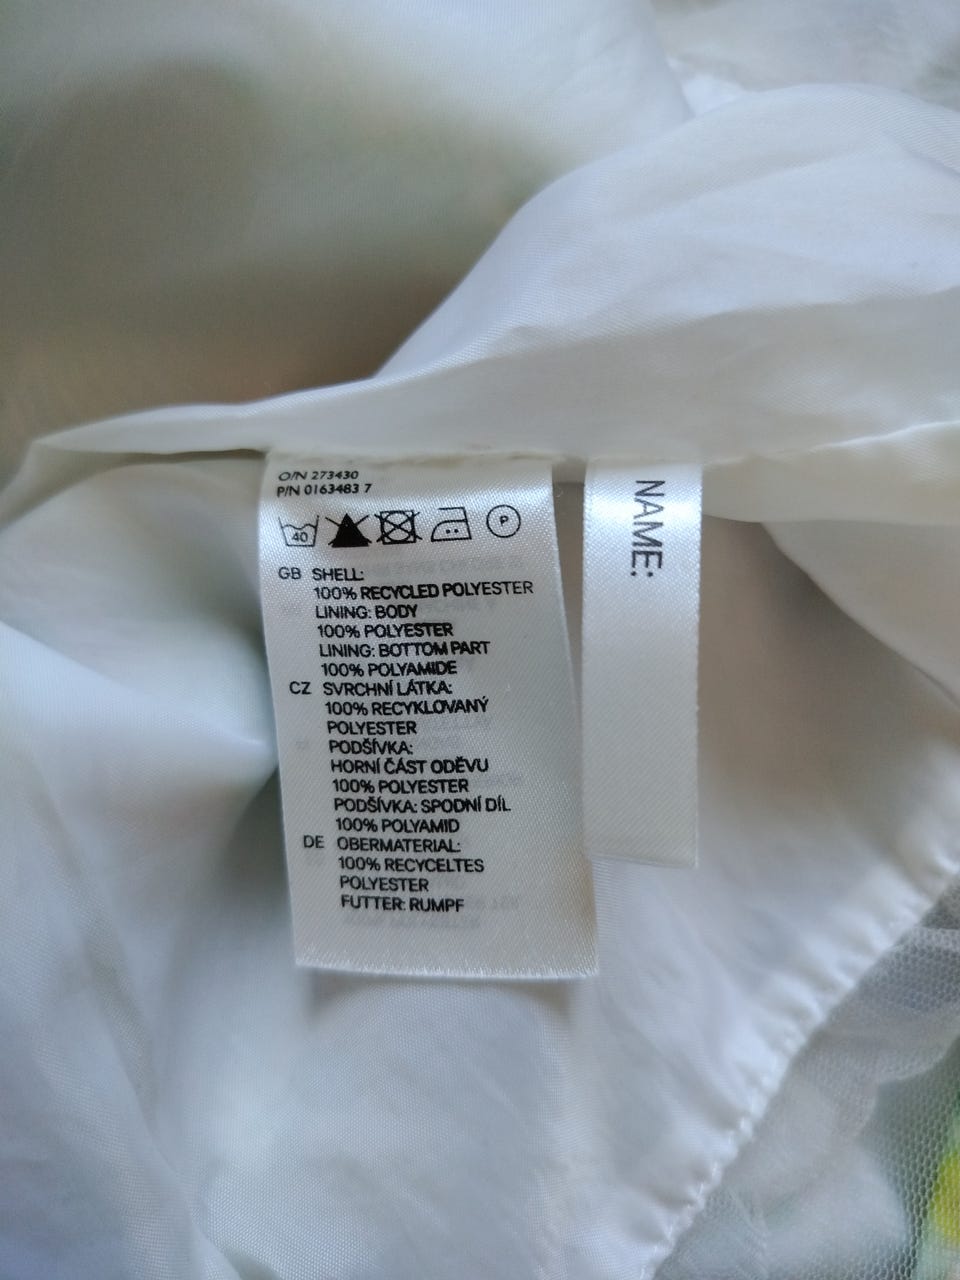 O/N 273430
P/N 0163483 7
40 P
GB SHELL:
100% RECYCLED POLYESTER
LINING: BODY
100% POLYESTER
LINING: BOTTOM PART
100% POLYAMIDE
CZ SVRCHNÍ LÁTKA:
100% RECYKLOVANÝ
POLYESTER
PODŠÍVKA:
HORNÍ ČÁST ODĚVU
100% POLYESTER
PODŠÍVKA: SPODNÍ DÍL
100% POLYAMID
DE OBERMATERIAL:
100% RECYCELTES
POLYESTER
FUTTER: RUMPF
NAME: